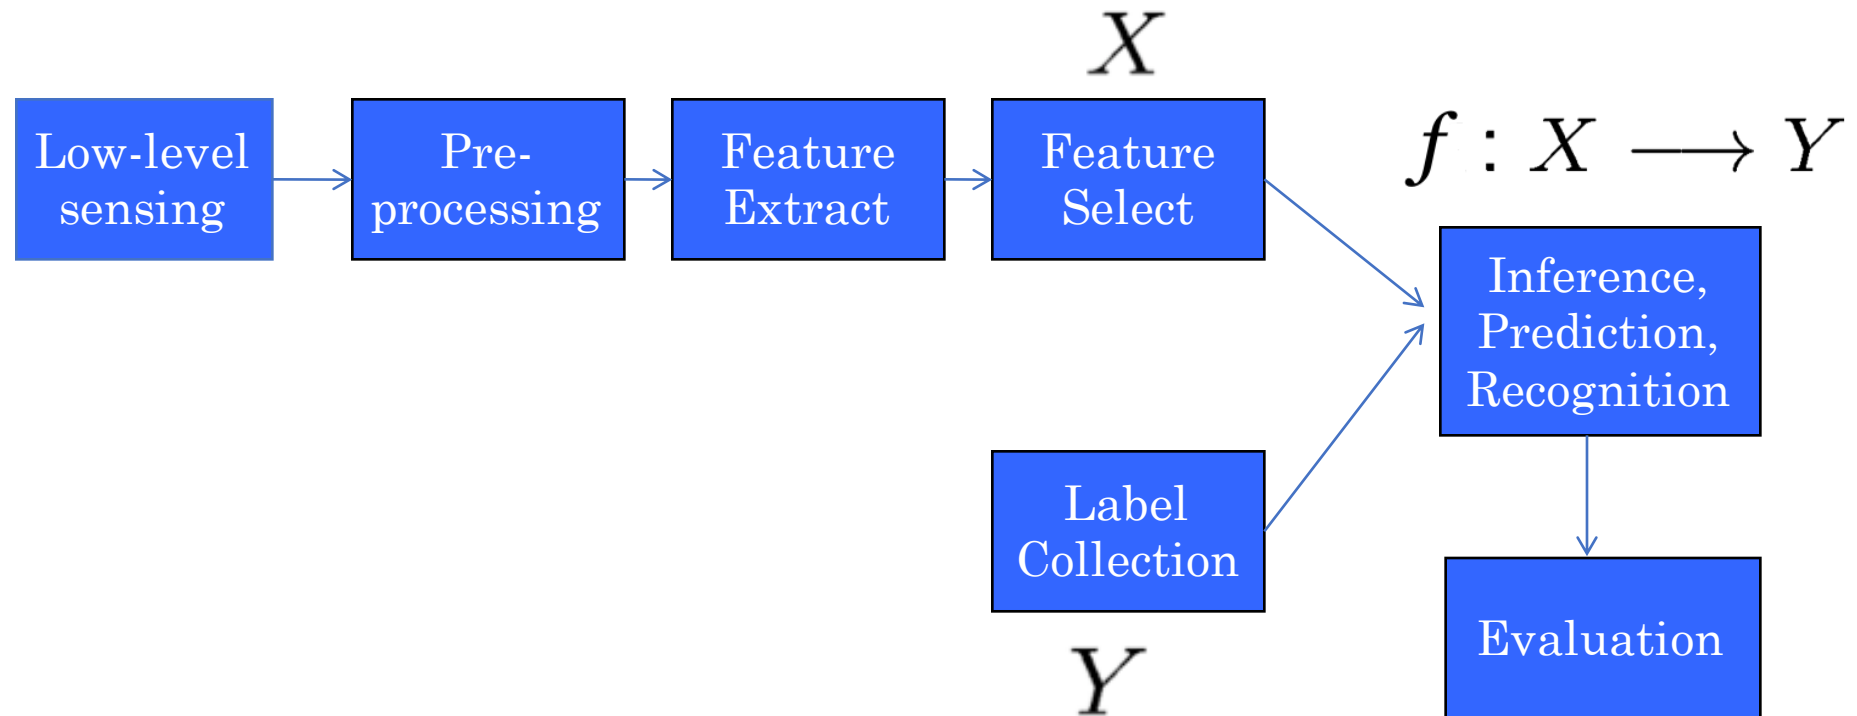 X
Low-level
sensing
Pre-
processing
Feature
Extract
Feature
Select
f : X ⟶ Y
Inference,
Prediction,
Recognition
Label
Collection
Y
Evaluation